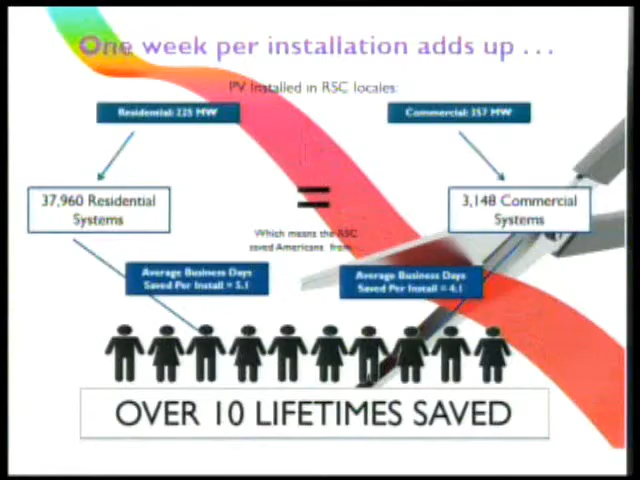 One week per installation adds up . . .
PV Installed in RSC locales:
Residential: 225 MW
Commercial: 357 MW
37,960 Residential
Systems
=
3,148 Commercial
Systems
Which means the RSC
saved Americans from…
Average Business Days
Saved Per Install = 5.1
Average Business Days
Saved Per Install = 4.1
OVER 10 LIFETIMES SAVED